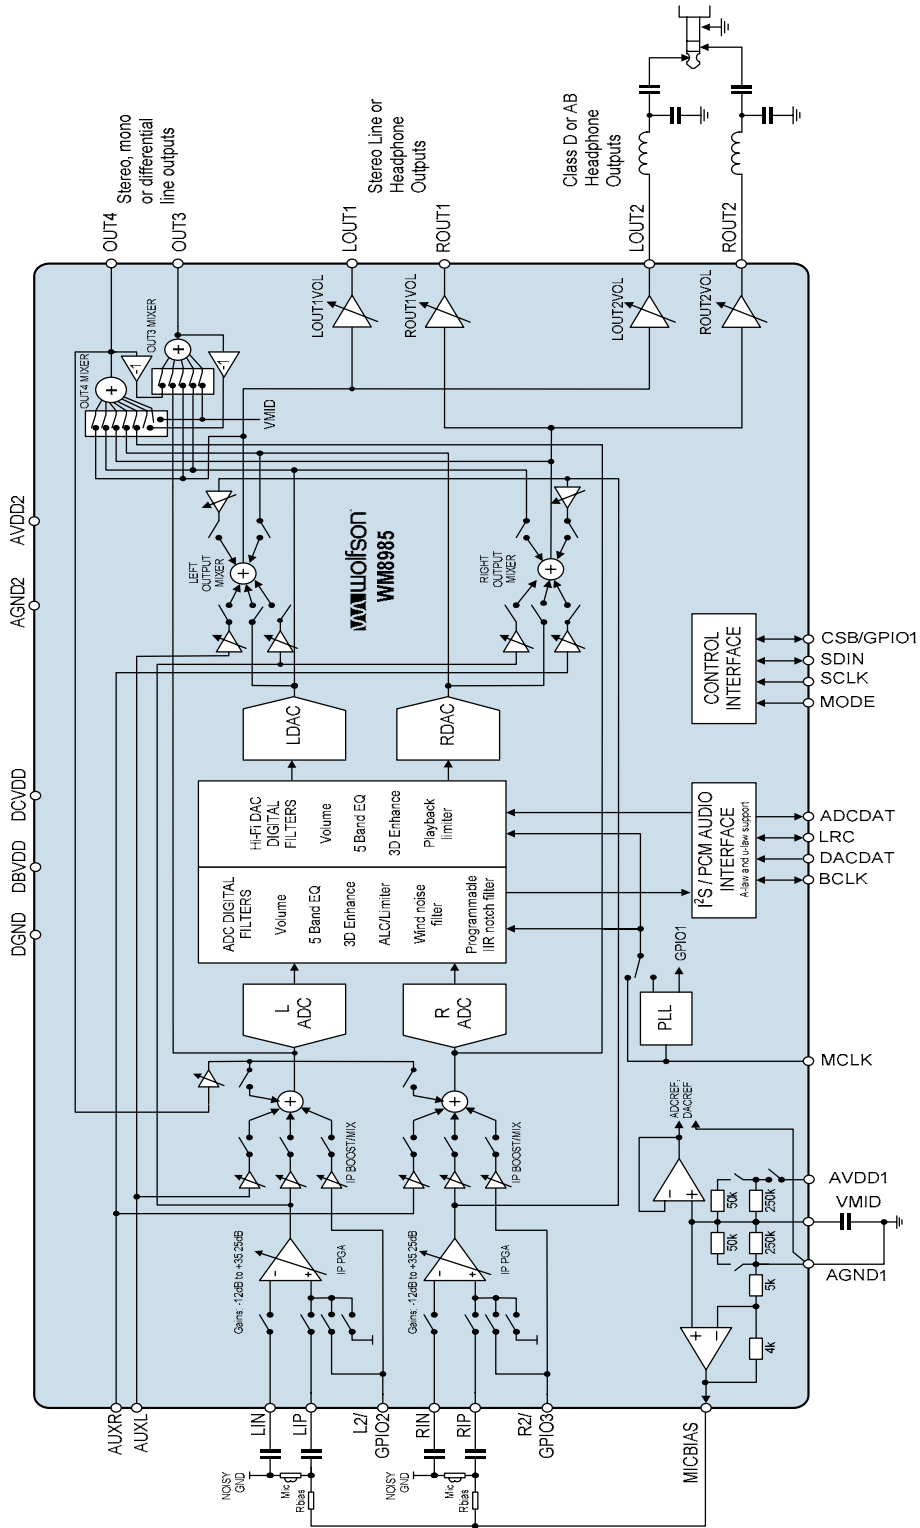 Stereo, mono
or differential
line outputs
OUT4
OUT3
Stereo Line or
Headphone
Outputs
LOUT1
ROUT1
Class D or AB
Headphone
Outputs
LOUT2
ROUT2
OUT4 MIXER
OUT3 MIXER
-1
-1
VMID
LOUT1VOL
ROUT1VOL
LOUT2VOL
ROUT2VOL
AVDD2
AGND2
DCVDD
DBVDD
DGND
LEFT
OUTPUT
MIXER
wolfson
WM8985
RIGHT
OUTPUT
MIXER
LDAC
RDAC
CONTROL
INTERFACE
CSB/GPIO1
SDIN
SCLK
MODE
Hi-Fi DAC
DIGITAL
FILTERS
Volume
5 Band EQ
3D Enhance
Playback
limiter
ADC DIGITAL
FILTERS
Volume
5 Band EQ
3D Enhance
ALC/Limiter
Wind noise
filter
Programmable
IIR notch filter
I²S / PCM AUDIO
INTERFACE
A-law and u-law support
ADCDAT
LRC
DACDAT
BCLK
L
ADC
R
ADC
PLL
GPIO1
MCLK
IP BOOST/MIX
IP BOOST/MIX
Gains: -12dB to +35.25dB
IP PGA
Gains: -12dB to +35.25dB
IP PGA
ADCREF,
DACREF
50k
250k
50k
250k
5k
4k
AVDD1
VMID
AGND1
AUXR
AUXL
LIN
LIP
L2/
GPIO2
RIN
RIP
R2/
GPIO3
MICBIAS
NOISY
GND
Mic
Rbias
NOISY
GND
Mic
Rbias